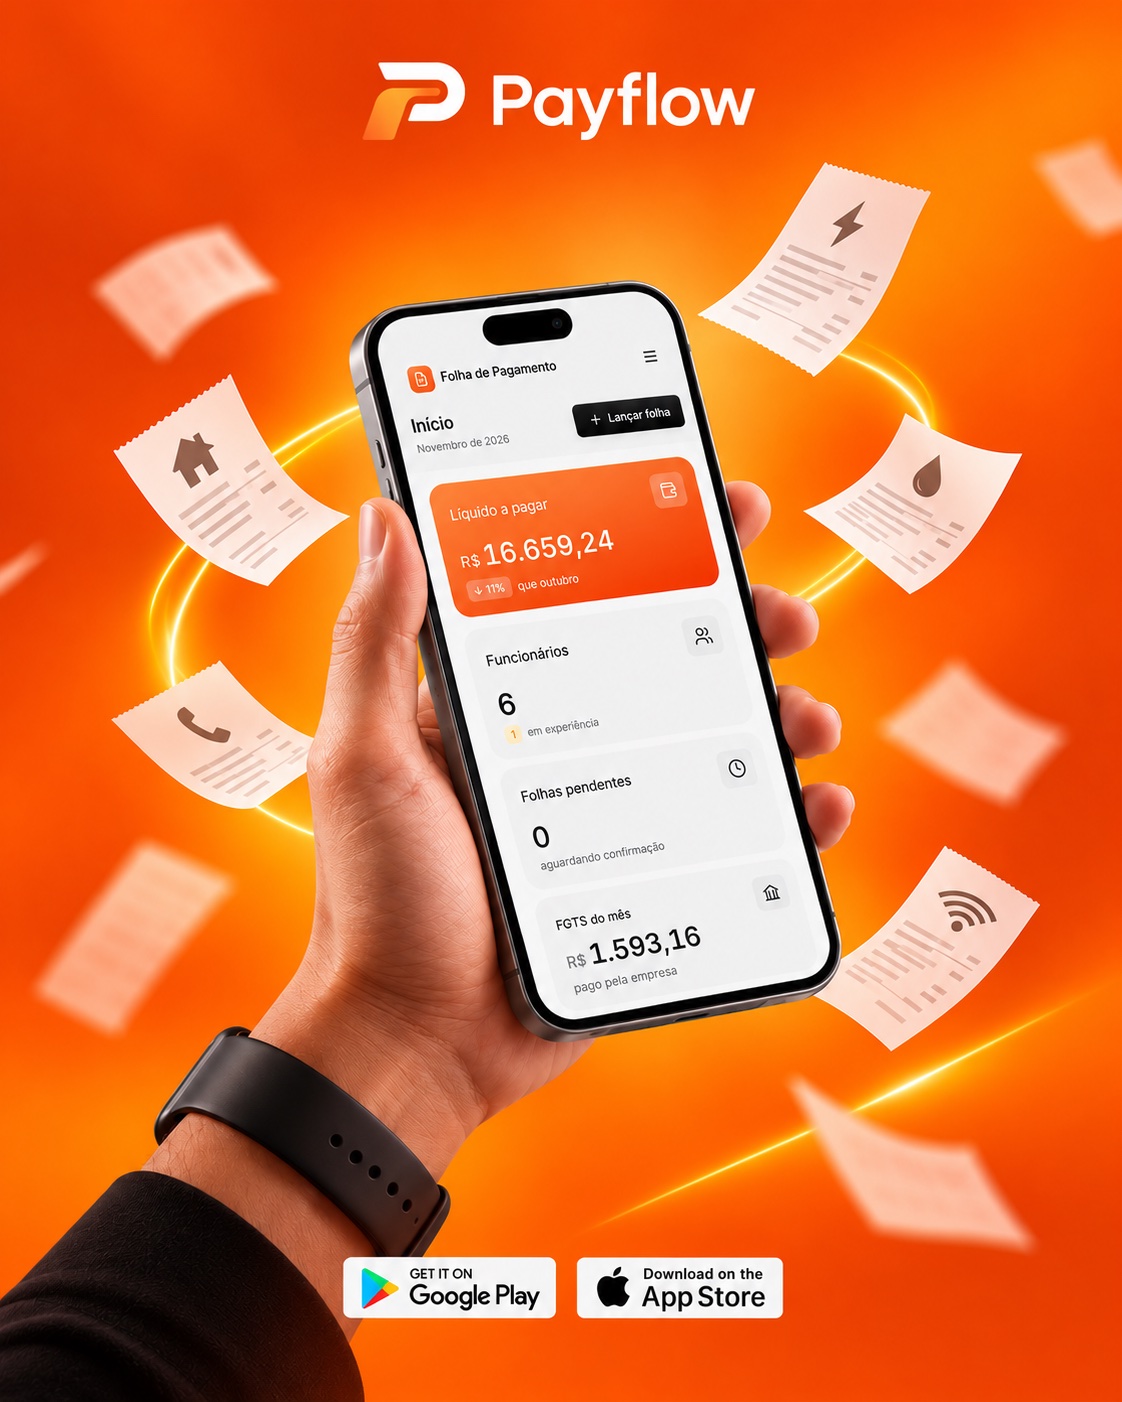 Payflow
Folha de Pagamento
Início
Novembro de 2026
+ Lançar folha
Líquido a pagar
R$ 16.659,24
↓ 11% que outubro
Funcionários
6
1 em experiência
Folhas pendentes
0
aguardando confirmação
FGTS do mês
R$ 1.593,16
pago pela empresa
GET IT ON
Google Play
Download on the
App Store